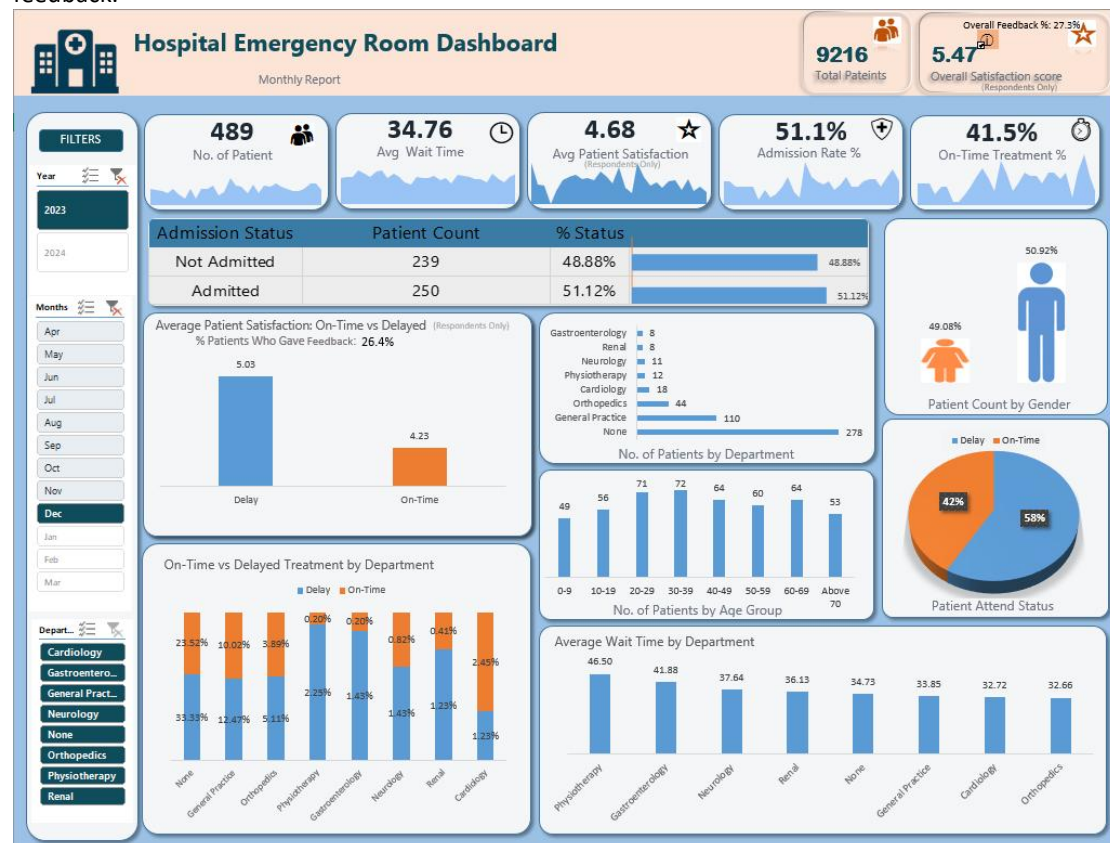 feedback.
Hospital Emergency Room Dashboard
Monthly Report
9216
Total Pateints
Overall Feedback %: 27.3%
5.47
Overall Satisfaction score
(Respondents Only)
FILTERS
Year
2023
2024
Months
Apr
May
Jun
Jul
Aug
Sep
Oct
Nov
Dec
Jan
Feb
Mar
Depart...
Cardiology
Gastroentero...
General Pract...
Neurology
None
Orthopedics
Physiotherapy
Renal
489
No. of Patient
34.76
Avg Wait Time
4.68
Avg Patient Satisfaction
(Respondents Only)
51.1%
Admission Rate %
41.5%
On-Time Treatment %
Admission Status Patient Count % Status
Not Admitted 239 48.88% 48.88%
Admitted 250 51.12% 51.12%
Average Patient Satisfaction: On-Time vs Delayed (Respondents Only)
% Patients Who Gave Feedback: 26.4%
5.03
4.23
Delay On-Time
Gastroenterology 8
Renal 8
Neurology 11
Physiotherapy 12
Cardiology 18
Orthopedics 44
General Practice 110
None 278
No. of Patients by Department
50.92%
49.08%
Patient Count by Gender
49 56 71 72 64 60 64 53
0-9 10-19 20-29 30-39 40-49 50-59 60-69 Above
70
No. of Patients by Age Group
Delay On-Time
42%
58%
Patient Attend Status
On-Time vs Delayed Treatment by Department
Delay On-Time
23.52% 10.02% 3.89% 0.20% 0.20% 0.82% 0.41% 2.45%
33.33% 12.47% 5.11% 2.25% 1.43% 1.43% 1.23% 1.23%
None General Practice Orthopedics Physiotherapy Gastroenterology Neurology Renal Cardiology
Average Wait Time by Department
46.50 41.88 37.64 36.13 34.73 33.85 32.72 32.66
Physiotherapy Gastroenterology Neurology Renal None General Practice Cardiology Orthopedics